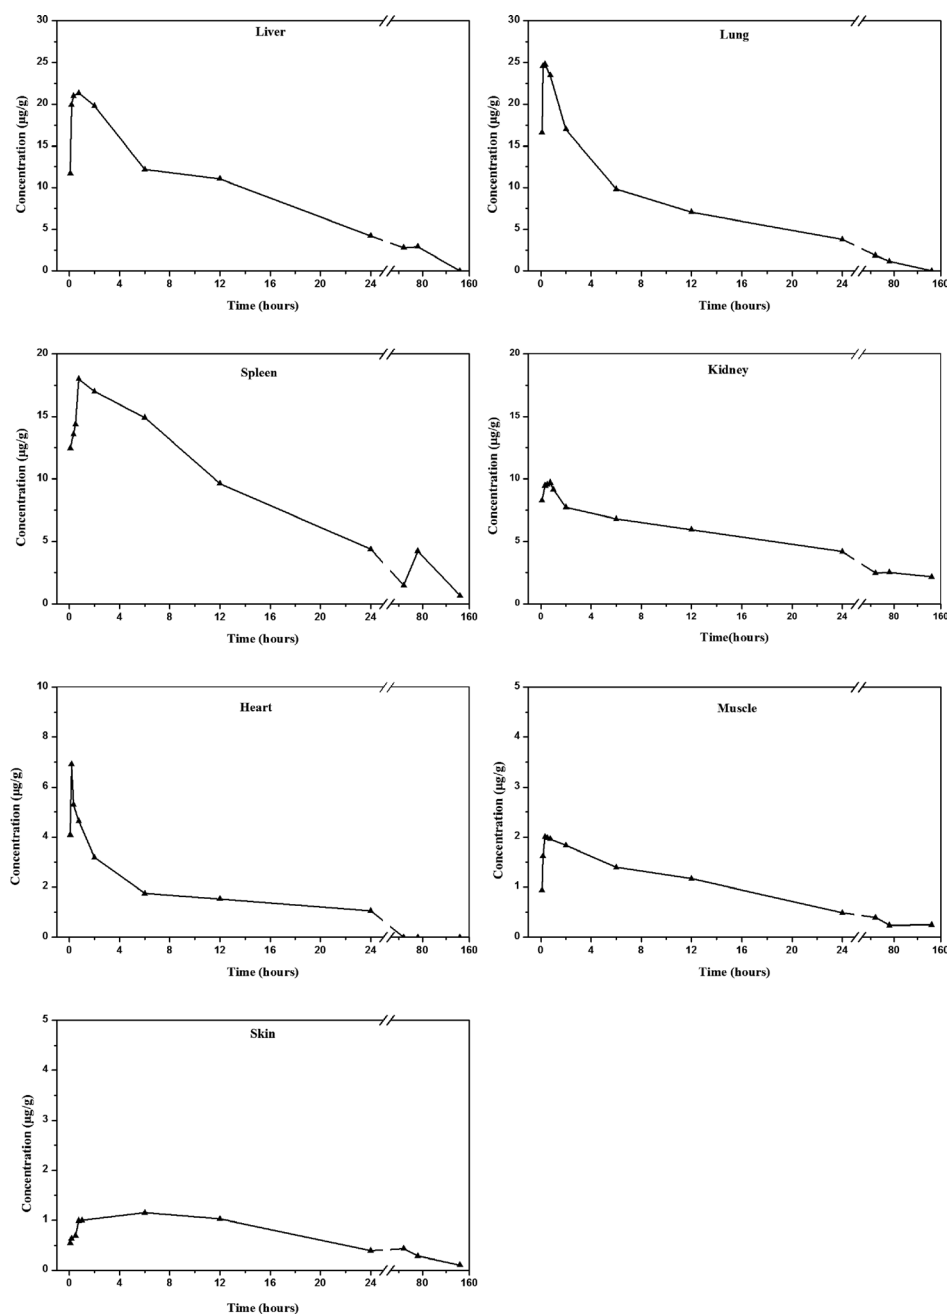 Liver
Concentration (μg/g)
30
25
20
15
10
5
0
0 4 8 12 16 20 24 80 160
Time (hours)
Lung
Concentration (μg/g)
30
25
20
15
10
5
0
0 4 8 12 16 20 24 80 160
Time (hours)
Spleen
Concentration (μg/g)
20
15
10
5
0
0 4 8 12 16 20 24 80 160
Time (hours)
Kidney
Concentration (μg/g)
20
15
10
5
0
0 4 8 12 16 20 24 80 160
Time(hours)
Heart
Concentration (μg/g)
10
8
6
4
2
0
0 4 8 12 16 20 24 80 160
Time (hours)
Muscle
Concentration (μg/g)
5
4
3
2
1
0
0 4 8 12 16 20 24 80 160
Time (hours)
Skin
Concentration (μg/g)
5
4
3
2
1
0
0 4 8 12 16 20 24 80 160
Time (hours)